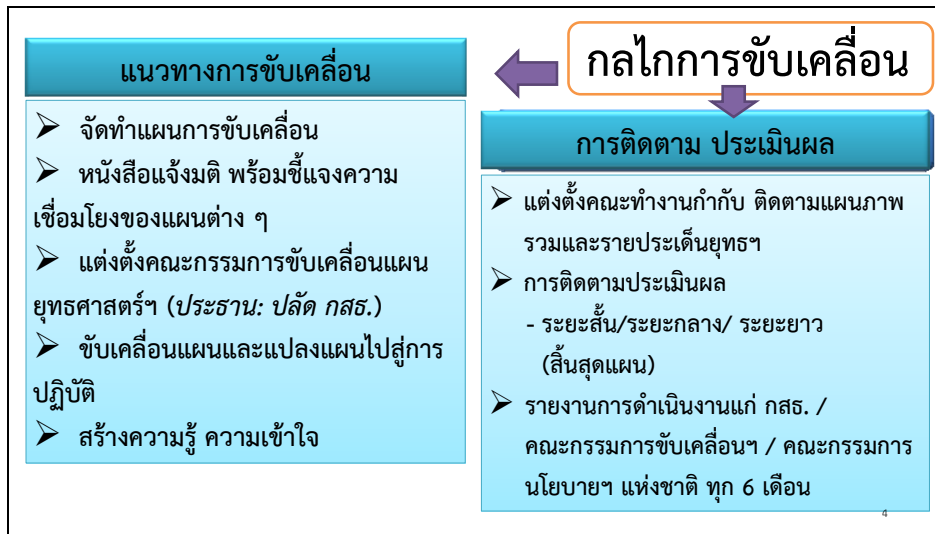 กลไกการขับเคลื่อน
แนวทางการขับเคลื่อน
➢ จัดทำแผนการขับเคลื่อน
➢ หนังสือแจ้งมติ พร้อมชี้แจงความ
เชื่อมโยงของแผนต่าง ๆ
➢ แต่งตั้งคณะกรรมการขับเคลื่อนแผน
ยุทธศาสตร์ฯ (ประธาน: ปลัด กสธ.)
➢ ขับเคลื่อนแผนและแปลงแผนไปสู่การ
ปฏิบัติ
➢ สร้างความรู้ ความเข้าใจ
การติดตาม ประเมินผล
➢ แต่งตั้งคณะทำงานกำกับ ติดตามแผนภาพ
รวมและรายประเด็นยุทธฯ
➢ การติดตามประเมินผล
- ระยะสั้น/ระยะกลาง/ ระยะยาว
(สิ้นสุดแผน)
➢ รายงานการดำเนินงานแก่ กสธ. /
คณะกรรมการขับเคลื่อนฯ / คณะกรรมการ
นโยบายฯ แห่งชาติ ทุก 6 เดือน
4